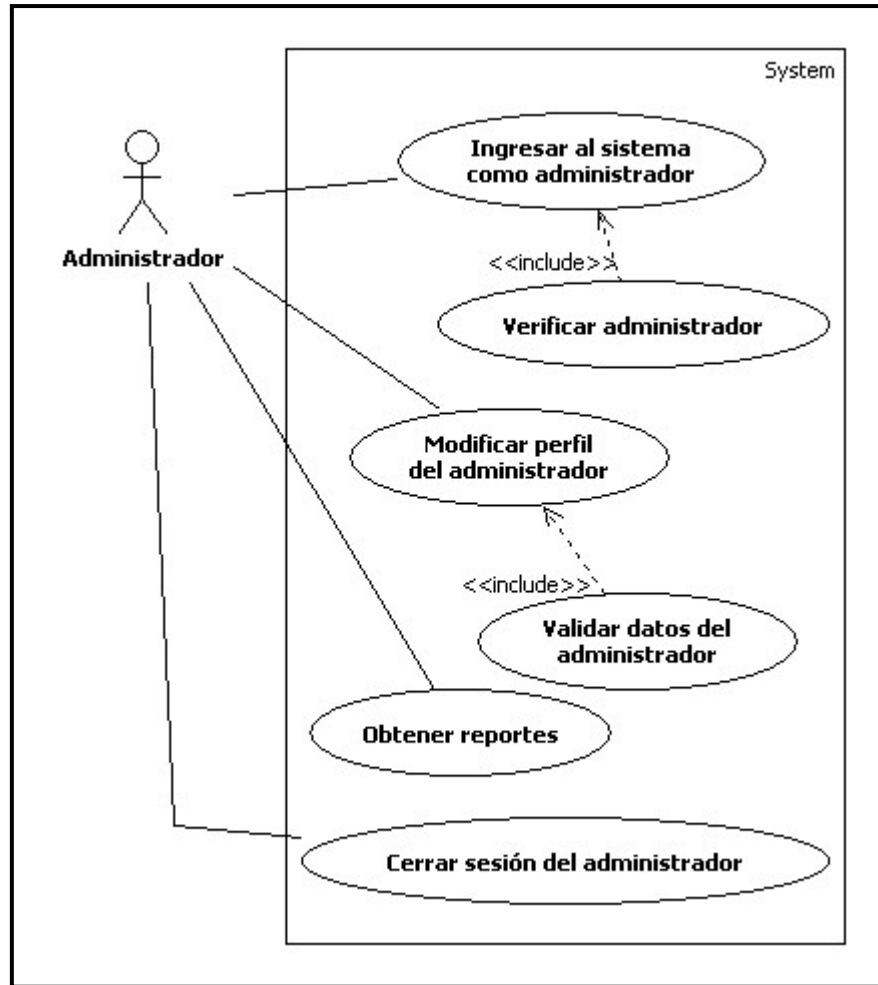 System
Ingresar al sistema
como administrador
Administrador
<<include>>
Verificar administrador
Modificar perfil
del administrador
<<include>>
Validar datos del
administrador
Obtener reportes
Cerrar sesión del administrador